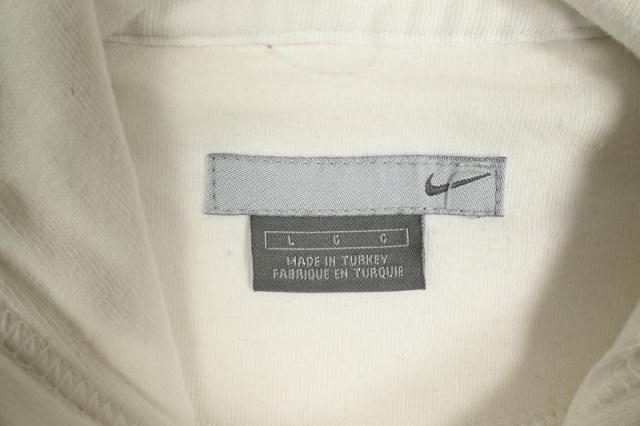 L G G
MADE IN TURKEY
FABRIQUE EN TURQUIE